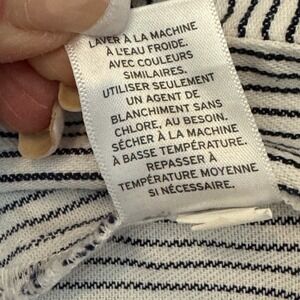 LAVER À LA MACHINE
À L'EAU FROIDE.
AVEC COULEURS
SIMILAIRES.
UTILISER SEULEMENT
UN AGENT DE
BLANCHIMENT SANS
CHLORE, AU BESOIN.
SÉCHER À LA MACHINE
À BASSE TEMPÉRATURE.
REPASSER À
TEMPÉRATURE MOYENNE
SI NÉCESSAIRE.